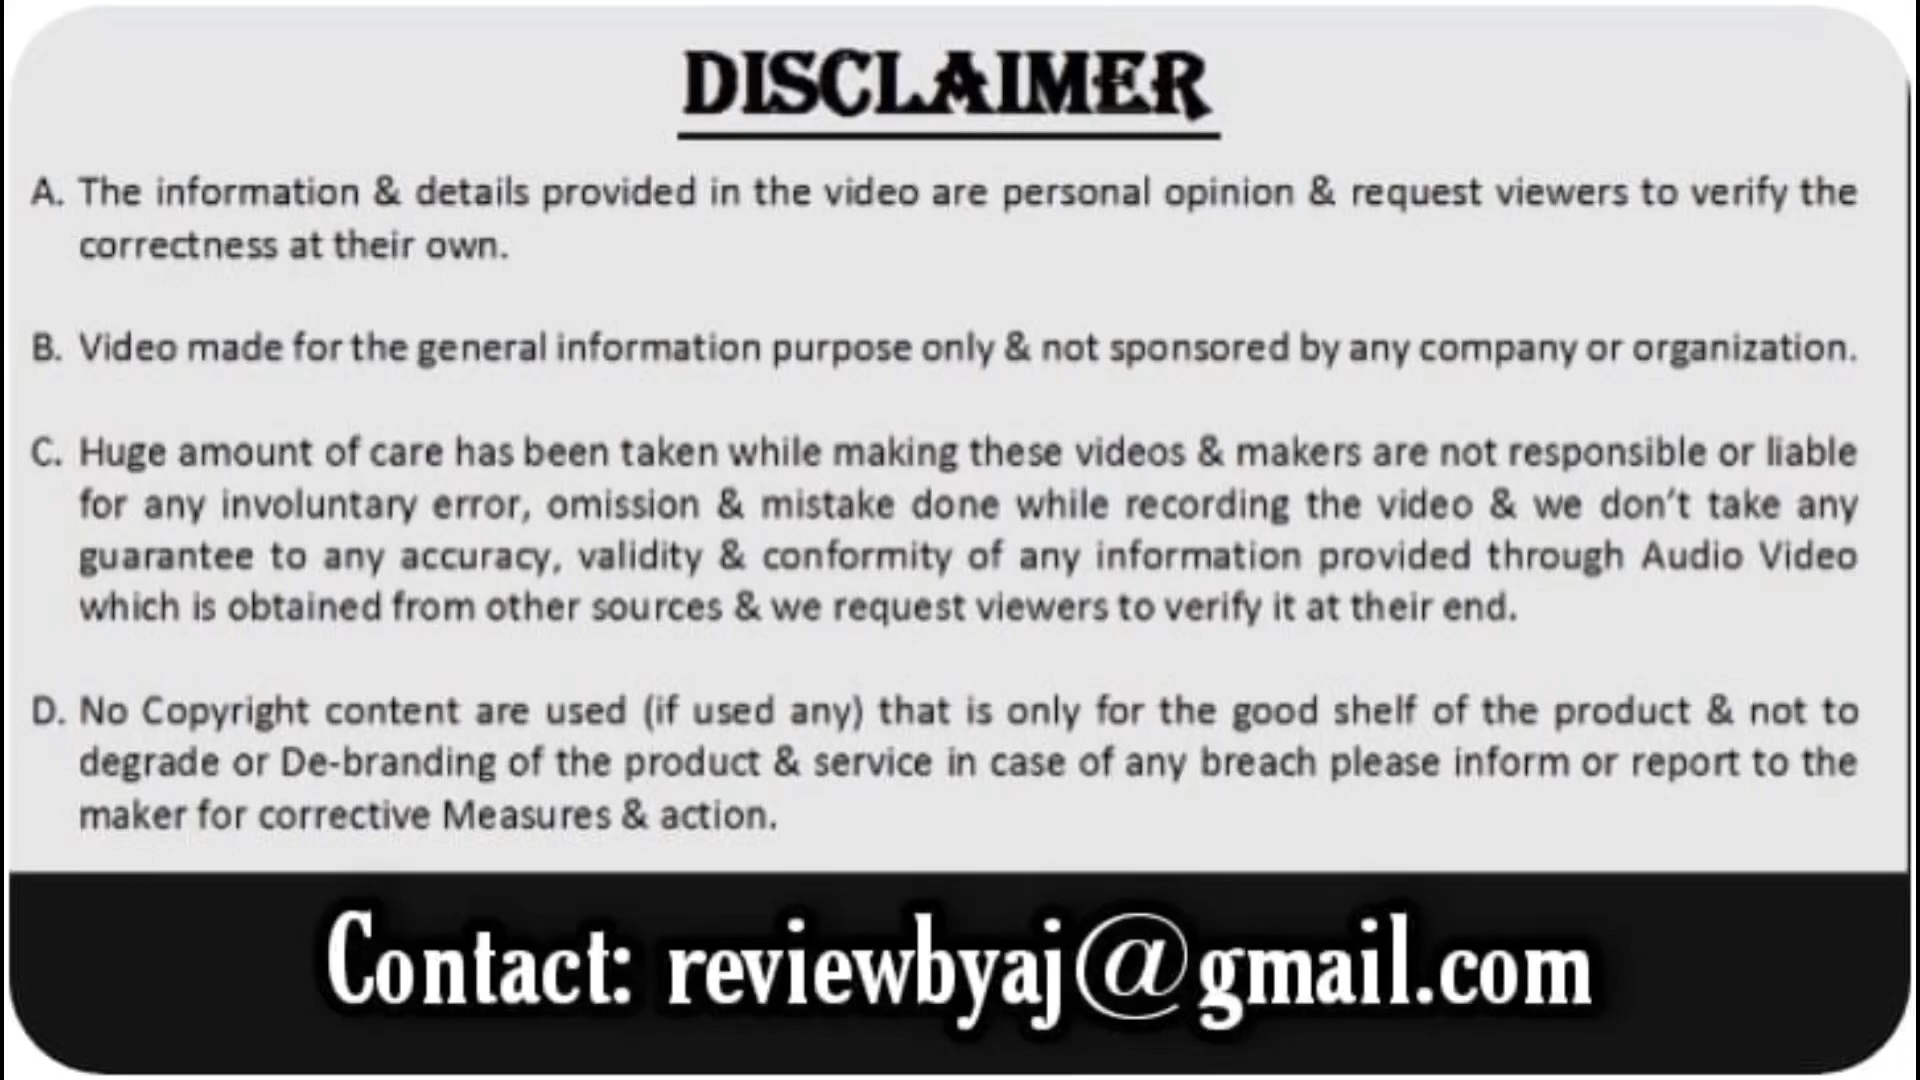 DISCLAIMER
A. The information & details provided in the video are personal opinion & request viewers to verify the
correctness at their own.
B. Video made for the general information purpose only & not sponsored by any company or organization.
C. Huge amount of care has been taken while making these videos & makers are not responsible or liable
for any involuntary error, omission & mistake done while recording the video & we don't take any
guarantee to any accuracy, validity & conformity of any information provided through Audio Video
which is obtained from other sources & we request viewers to verify it at their end.
D. No Copyright content are used (if used any) that is only for the good shelf of the product & not to
degrade or De-branding of the product & service in case of any breach please inform or report to the
maker for corrective Measures & action.
Contact: reviewbyaj@gmail.com